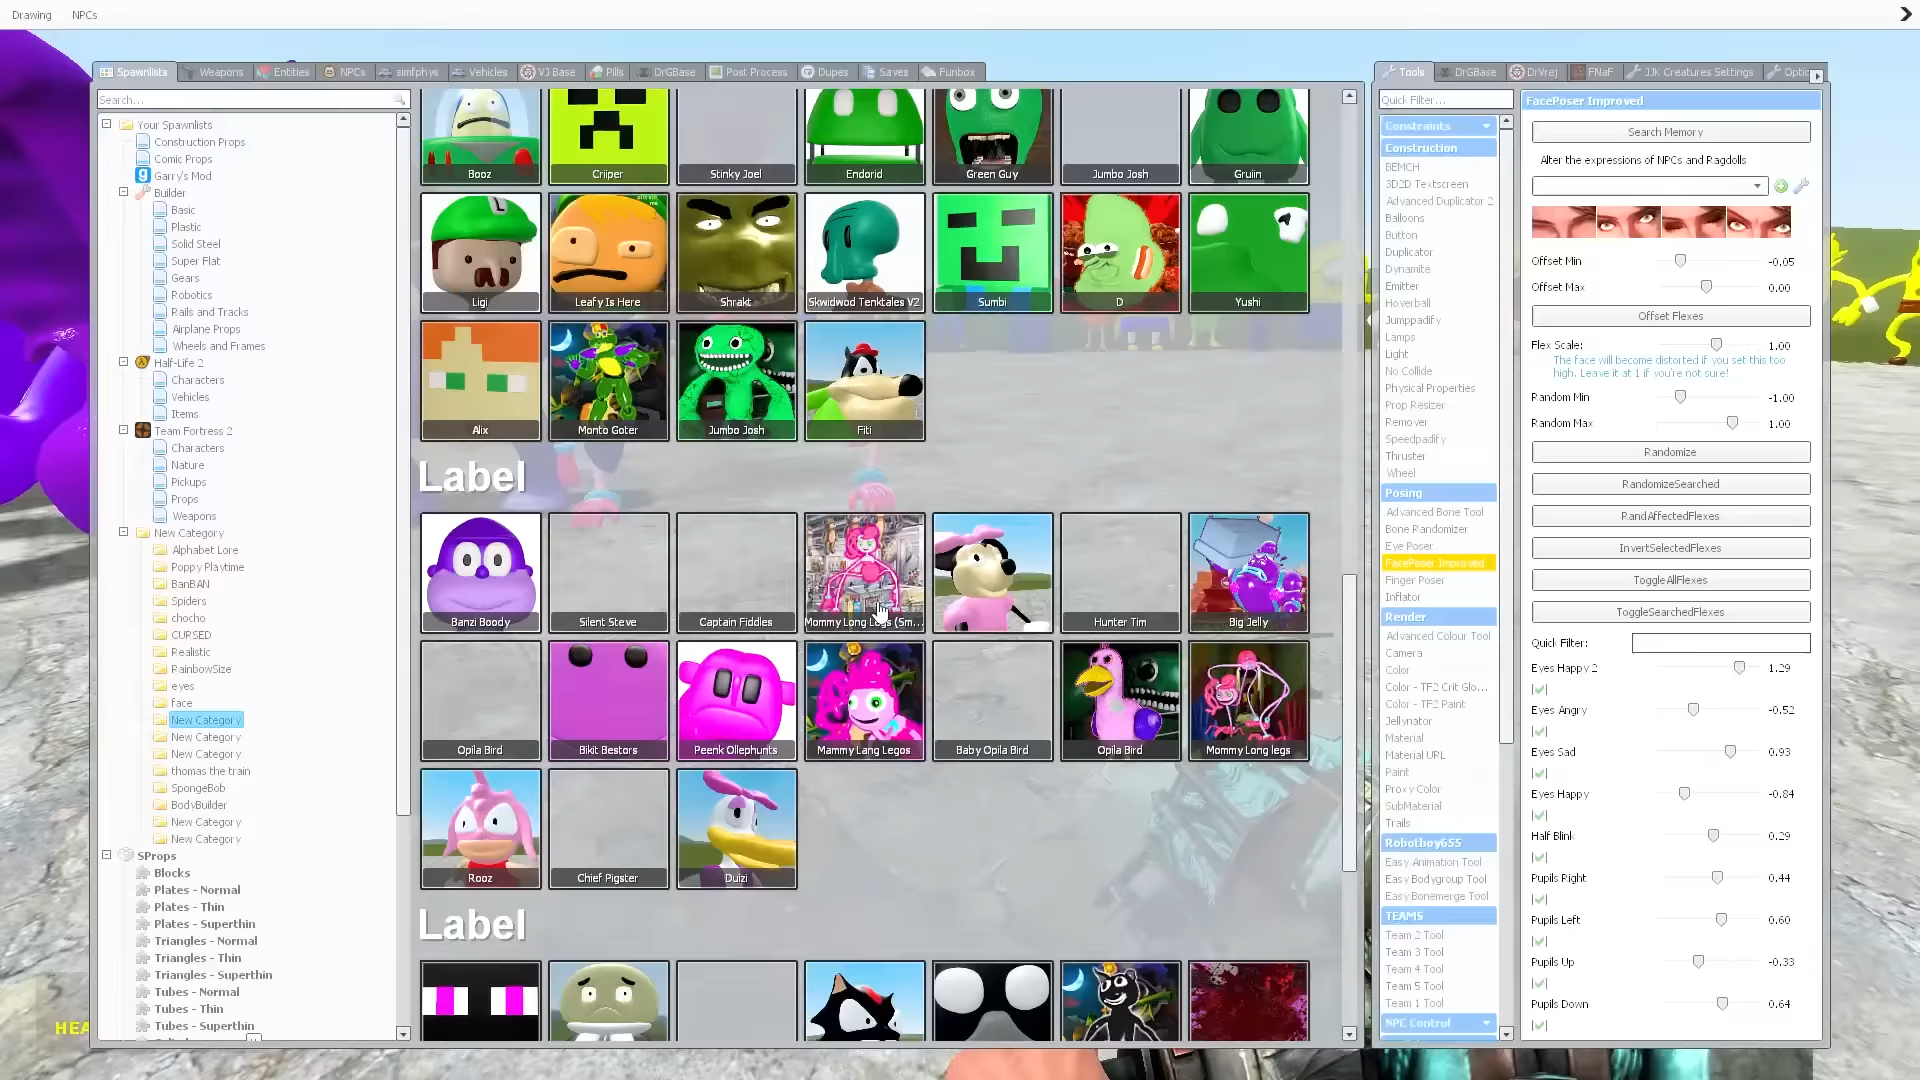 Drawing NPCs
Spawnlists Weapons Entities NPCs simfphys Vehicles VJ Base Pills DrGBase Post Process Dupes Saves Funbox
Search...
Your Spawnlists
Construction Props
Comic Props
Garry's Mod
Builder
Basic
Plastic
Solid Steel
Super Flat
Gears
Robotics
Rails and Tracks
Airplane Props
Wheels and Frames
Half-Life 2
Characters
Vehicles
Items
Team Fortress 2
Characters
Nature
Pickups
Props
Weapons
New Category
Alphabet Lore
Poppy Playtime
BanBAN
Spiders
chocho
CURSED
Realistic
RainbowSize
eyes
face
New Category
New Category
New Category
thomas the train
SpongeBob
BodyBuilder
New Category
New Category
SProps
Blocks
Plates - Normal
Plates - Thin
Plates - Superthin
Triangles - Normal
Triangles - Thin
Triangles - Superthin
Tubes - Normal
Tubes - Thin
Tubes - Superthin
HEA
Booz Criiper Stinky Joel Endorid Green Guy Jumbo Josh Gruiin
L
Ligi Leafy Is Here Shrakt Skwidwod Tenktales V2 Sumbi D Yushi
Alix Monto Goter Jumbo Josh Fiti
Label
Banzi Boody Silent Steve Captain Fiddles Mommy Long Legs (Sm... Hunter Tim Big Jelly
Opila Bird Bikit Bestors Peenk Ollephunts Mammy Lang Legos Baby Opila Bird Opila Bird Mommy Long legs
Rooz Chief Pigster Duizi
Label
Tools DrGBase DrVrej FNaF JJK Creatures Settings Optio
Quick Filter...
Constraints
Construction
BEMCH
3D2D Textscreen
Advanced Duplicator 2
Balloons
Button
Duplicator
Dynamite
Emitter
Hoverball
Jumppadify
Lamps
Light
No Collide
Physical Properties
Prop Resizer
Remover
Speedpadify
Thruster
Wheel
Posing
Advanced Bone Tool
Bone Randomizer
Eye Poser
FacePoser Improved
Finger Poser
Inflator
Render
Advanced Colour Tool
Camera
Color
Color - TF2 Crit Glo...
Color - TF2 Paint
Jellynator
Material
Material URL
Paint
Proxy Color
SubMaterial
Trails
Robotboy655
Easy Animation Tool
Easy Bodygroup Tool
Easy Bonemerge Tool
TEAMS
Team 2 Tool
Team 3 Tool
Team 4 Tool
Team 5 Tool
Team 1 Tool
NPC Control
FacePoser Improved
Search Memory
Alter the expressions of NPCs and Ragdolls
Offset Min -0.05
Offset Max 0.00
Offset Flexes
Flex Scale: 1.00
The face will become distorted if you set this too
high. Leave it at 1 if you're not sure!
Random Min -1.00
Random Max 1.00
Randomize
RandomizeSearched
RandAffectedFlexes
InvertSelectedFlexes
ToggleAllFlexes
ToggleSearchedFlexes
Quick Filter:
Eyes Happy 2 1.29
Eyes Angry -0.52
Eyes Sad 0.93
Eyes Happy -0.84
Half Blink 0.29
Pupils Right 0.44
Pupils Left 0.60
Pupils Up -0.33
Pupils Down 0.64